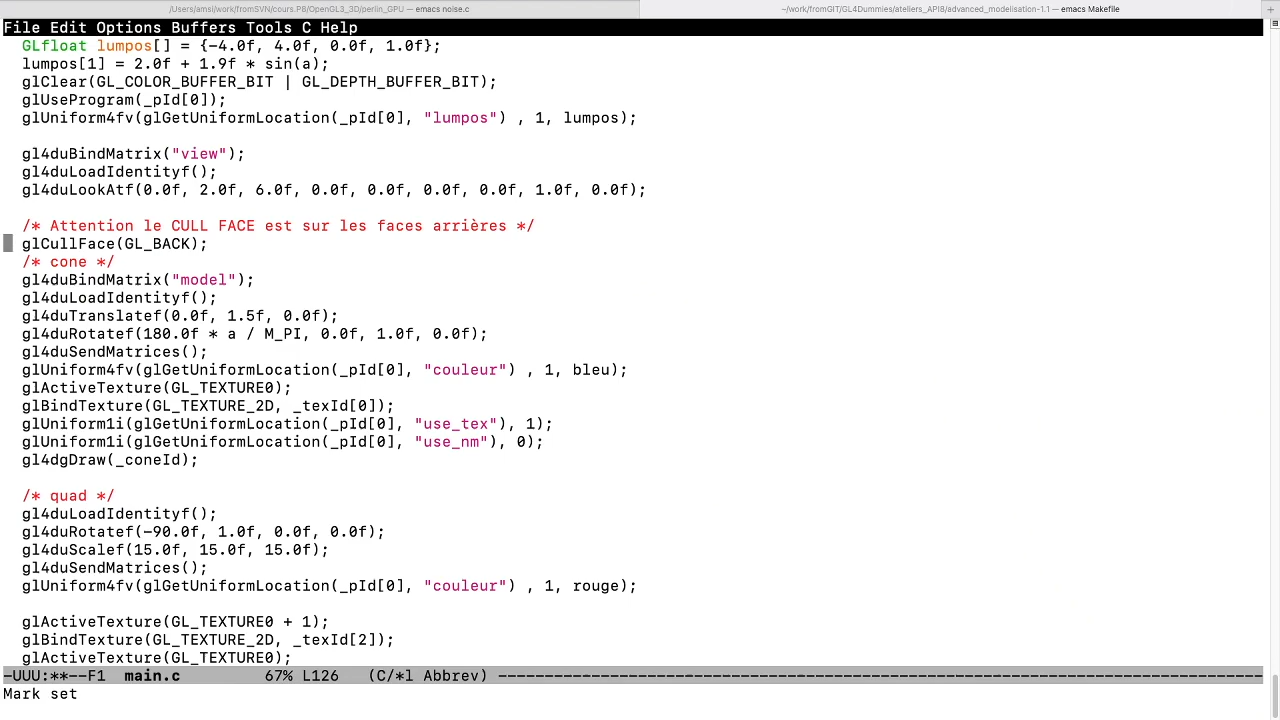 /Users/amsi/work/fromSVN/cours.P8/OpenGL3_3D/perlin_GPU — emacs noise.c
~/work/fromGIT/GL4Dummies/ateliers_API8/advanced_modelisation-1.1 — emacs Makefile
File Edit Options Buffers Tools C Help
GLfloat lumpos[] = {-4.0f, 4.0f, 0.0f, 1.0f};
lumpos[1] = 2.0f + 1.9f * sin(a);
glClear(GL_COLOR_BUFFER_BIT | GL_DEPTH_BUFFER_BIT);
glUseProgram(_pId[0]);
glUniform4fv(glGetUniformLocation(_pId[0], "lumpos") , 1, lumpos);
gl4duBindMatrix("view");
gl4duLoadIdentityf();
gl4duLookAtf(0.0f, 2.0f, 6.0f, 0.0f, 0.0f, 0.0f, 0.0f, 1.0f, 0.0f);
/* Attention le CULL FACE est sur les faces arrières */
glCullFace(GL_BACK);
/* cone */
gl4duBindMatrix("model");
gl4duLoadIdentityf();
gl4duTranslatef(0.0f, 1.5f, 0.0f);
gl4duRotatef(180.0f * a / M_PI, 0.0f, 1.0f, 0.0f);
gl4duSendMatrices();
glUniform4fv(glGetUniformLocation(_pId[0], "couleur") , 1, bleu);
glActiveTexture(GL_TEXTURE0);
glBindTexture(GL_TEXTURE_2D, _texId[0]);
glUniform1i(glGetUniformLocation(_pId[0], "use_tex"), 1);
glUniform1i(glGetUniformLocation(_pId[0], "use_nm"), 0);
gl4dgDraw(_coneId);
/* quad */
gl4duLoadIdentityf();
gl4duRotatef(-90.0f, 1.0f, 0.0f, 0.0f);
gl4duScalef(15.0f, 15.0f, 15.0f);
gl4duSendMatrices();
glUniform4fv(glGetUniformLocation(_pId[0], "couleur") , 1, rouge);
glActiveTexture(GL_TEXTURE0 + 1);
glBindTexture(GL_TEXTURE_2D, _texId[2]);
glActiveTexture(GL_TEXTURE0);
-UUU:**--F1  main.c         67% L126   (C/*l Abbrev) ----------------------------------------------------------------------------------
Mark set